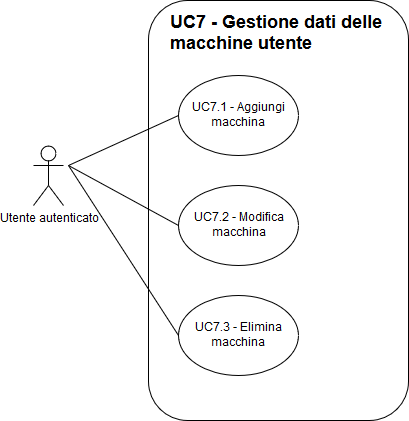 UC7 - Gestione dati delle
macchine utente
UC7.1 - Aggiungi
macchina
Utente autenticato
UC7.2 - Modifica
macchina
UC7.3 - Elimina
macchina